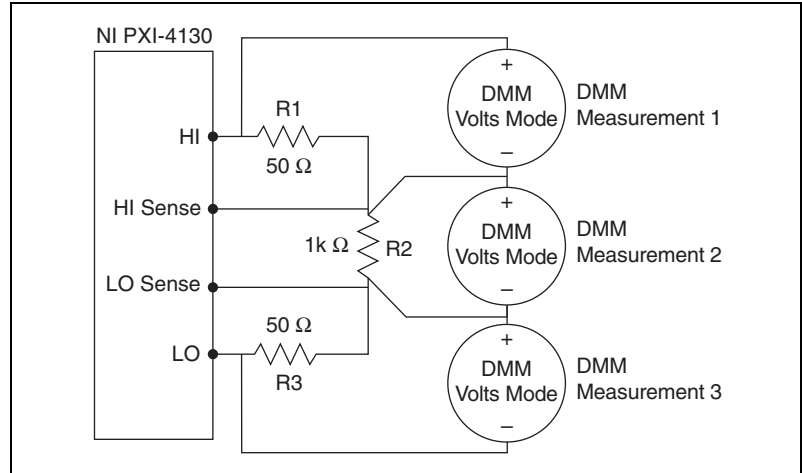 NI PXI-4130
HI
HI Sense
LO Sense
LO
R1
50 Ω
1k Ω
R2
50 Ω
R3
+
DMM
Volts Mode
–
DMM
Measurement 1
+
DMM
Volts Mode
–
DMM
Measurement 2
+
DMM
Volts Mode
–
DMM
Measurement 3